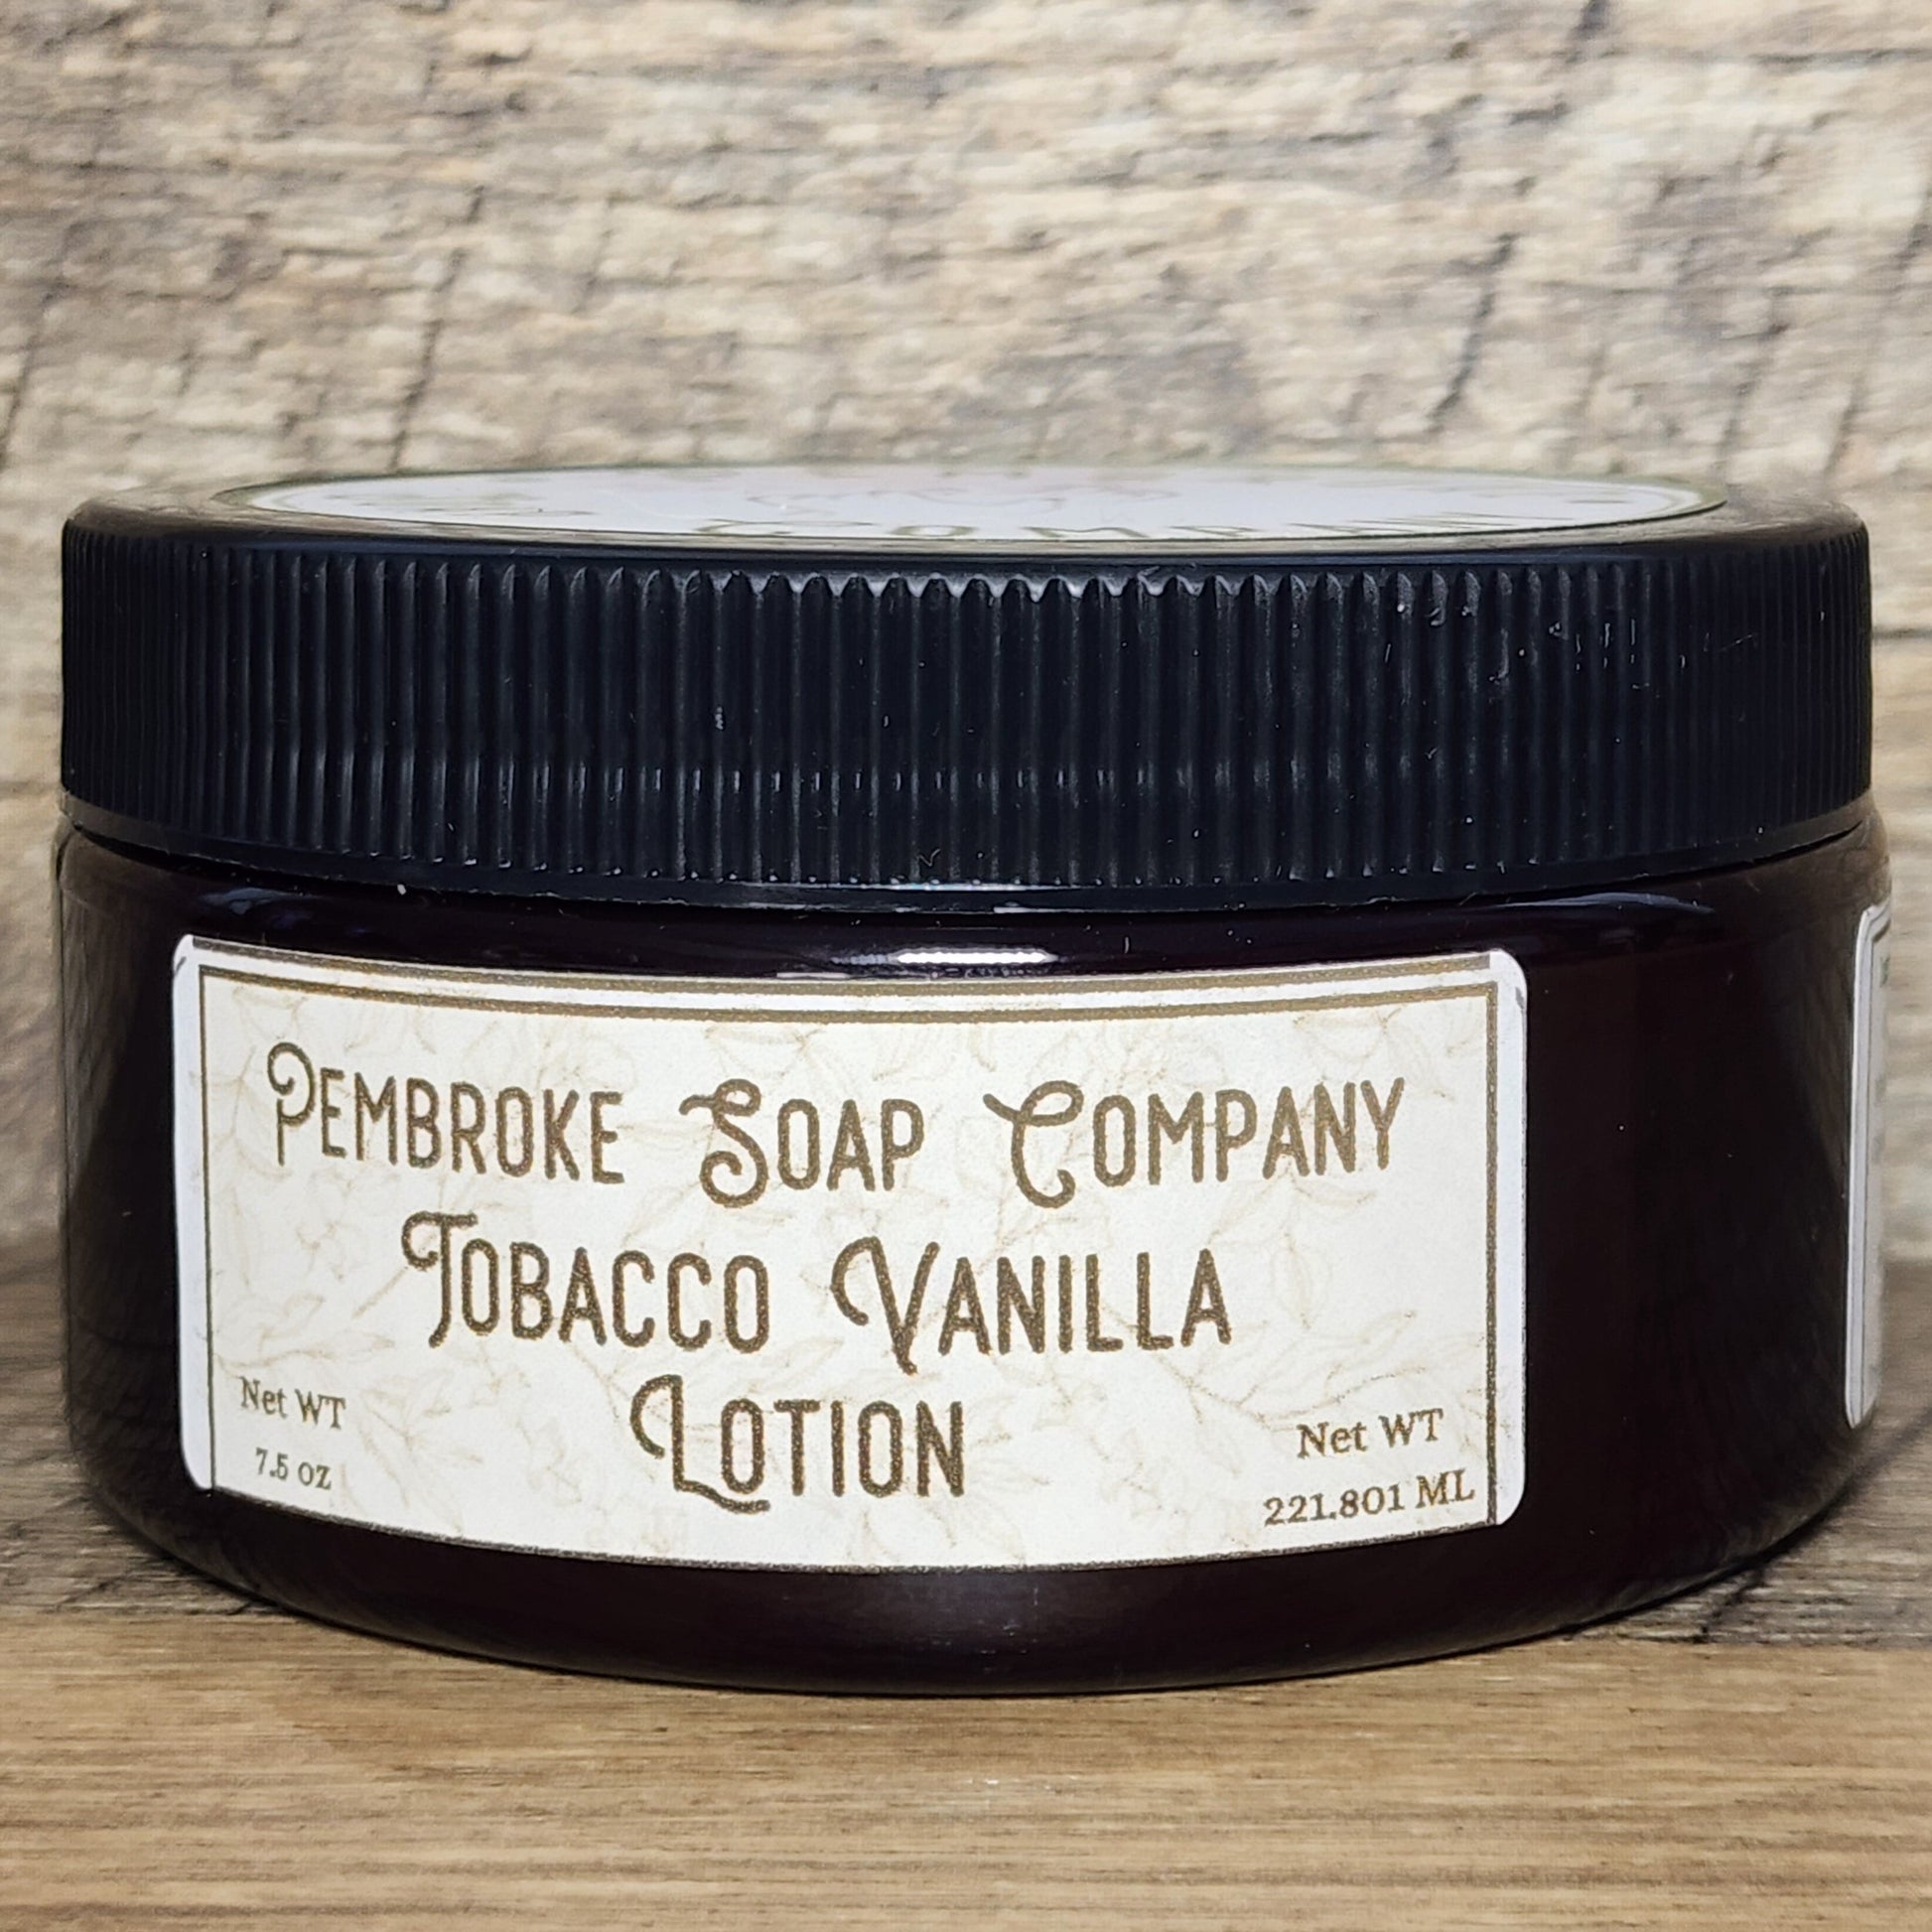 Pembroke Soap Company
Tobacco Vanilla
Lotion
Net WT
7.5 oz
Net WT
221.801 ML